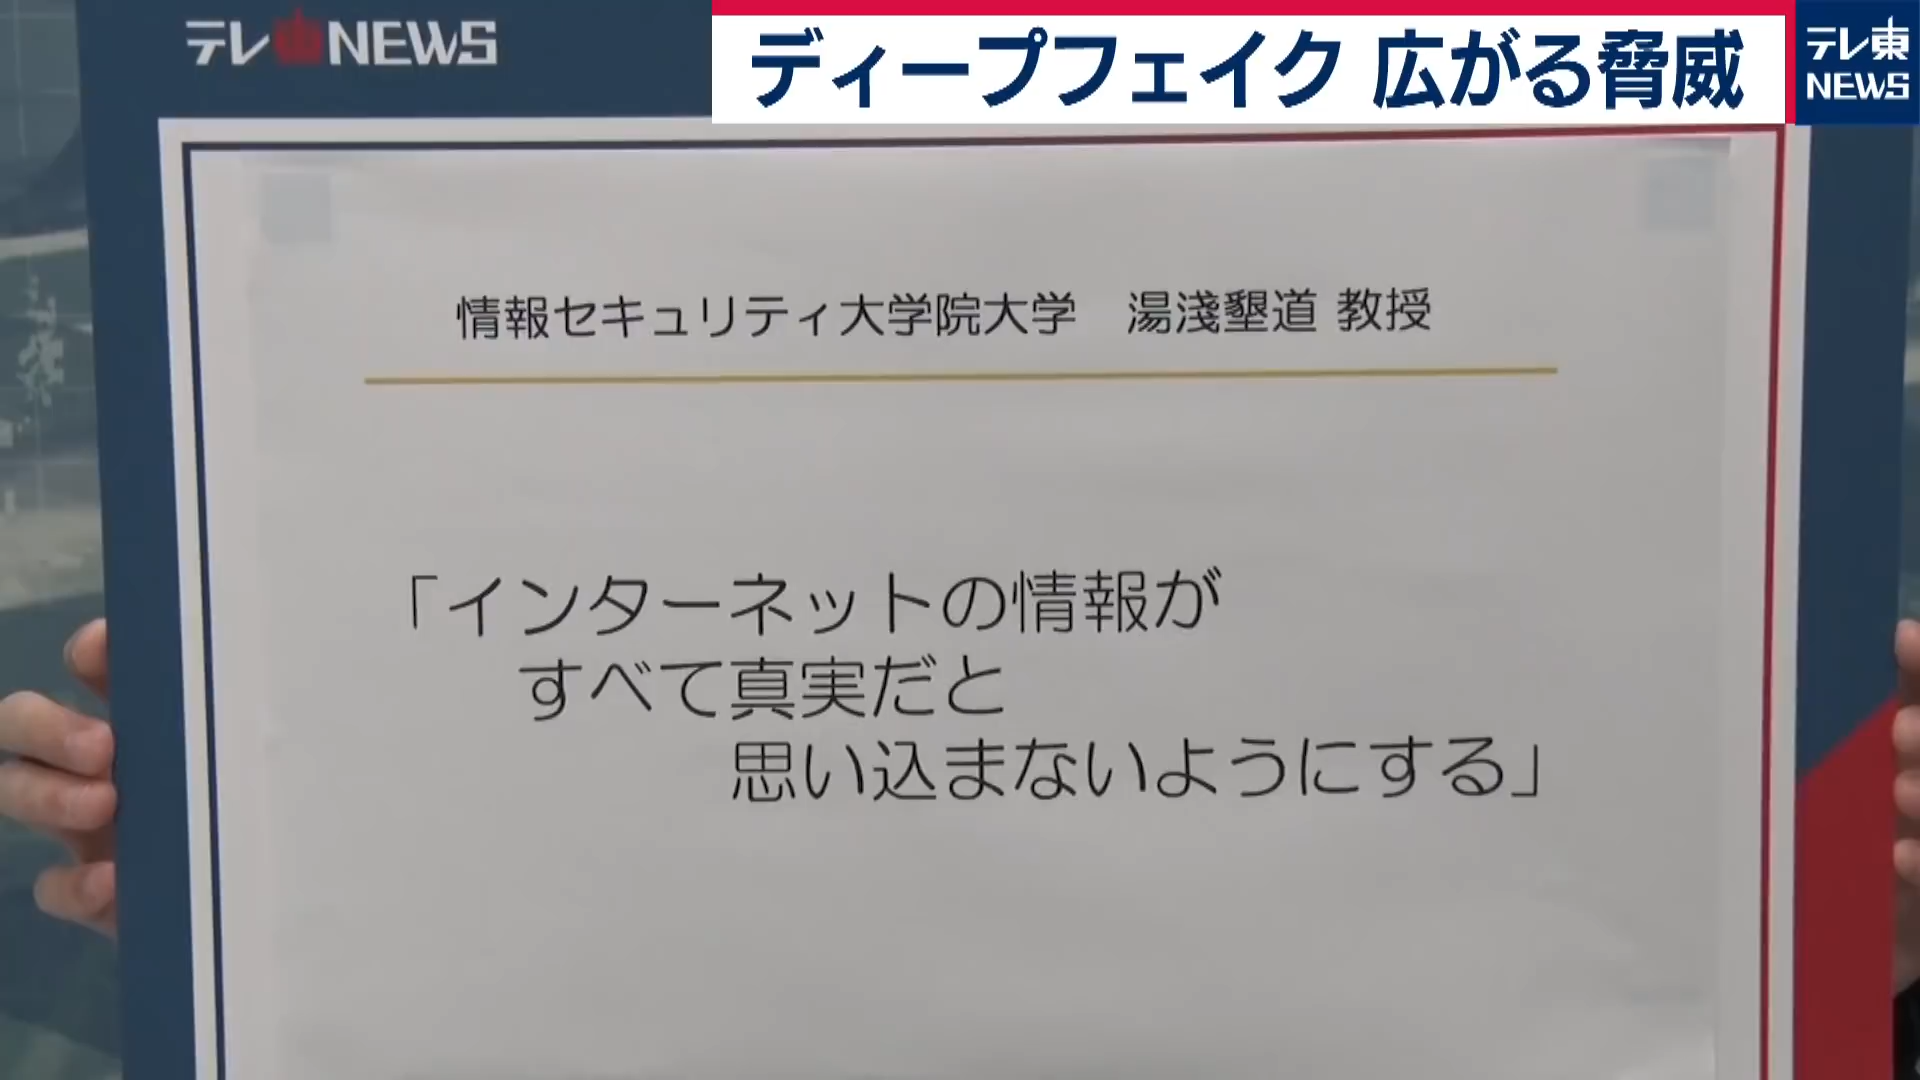 テレ東NEWS
ディープフェイク 広がる脅威
テレ東
NEWS
情報セキュリティ大学院大学　湯淺墾道 教授
「インターネットの情報が
すべて真実だと
思い込まないようにする」